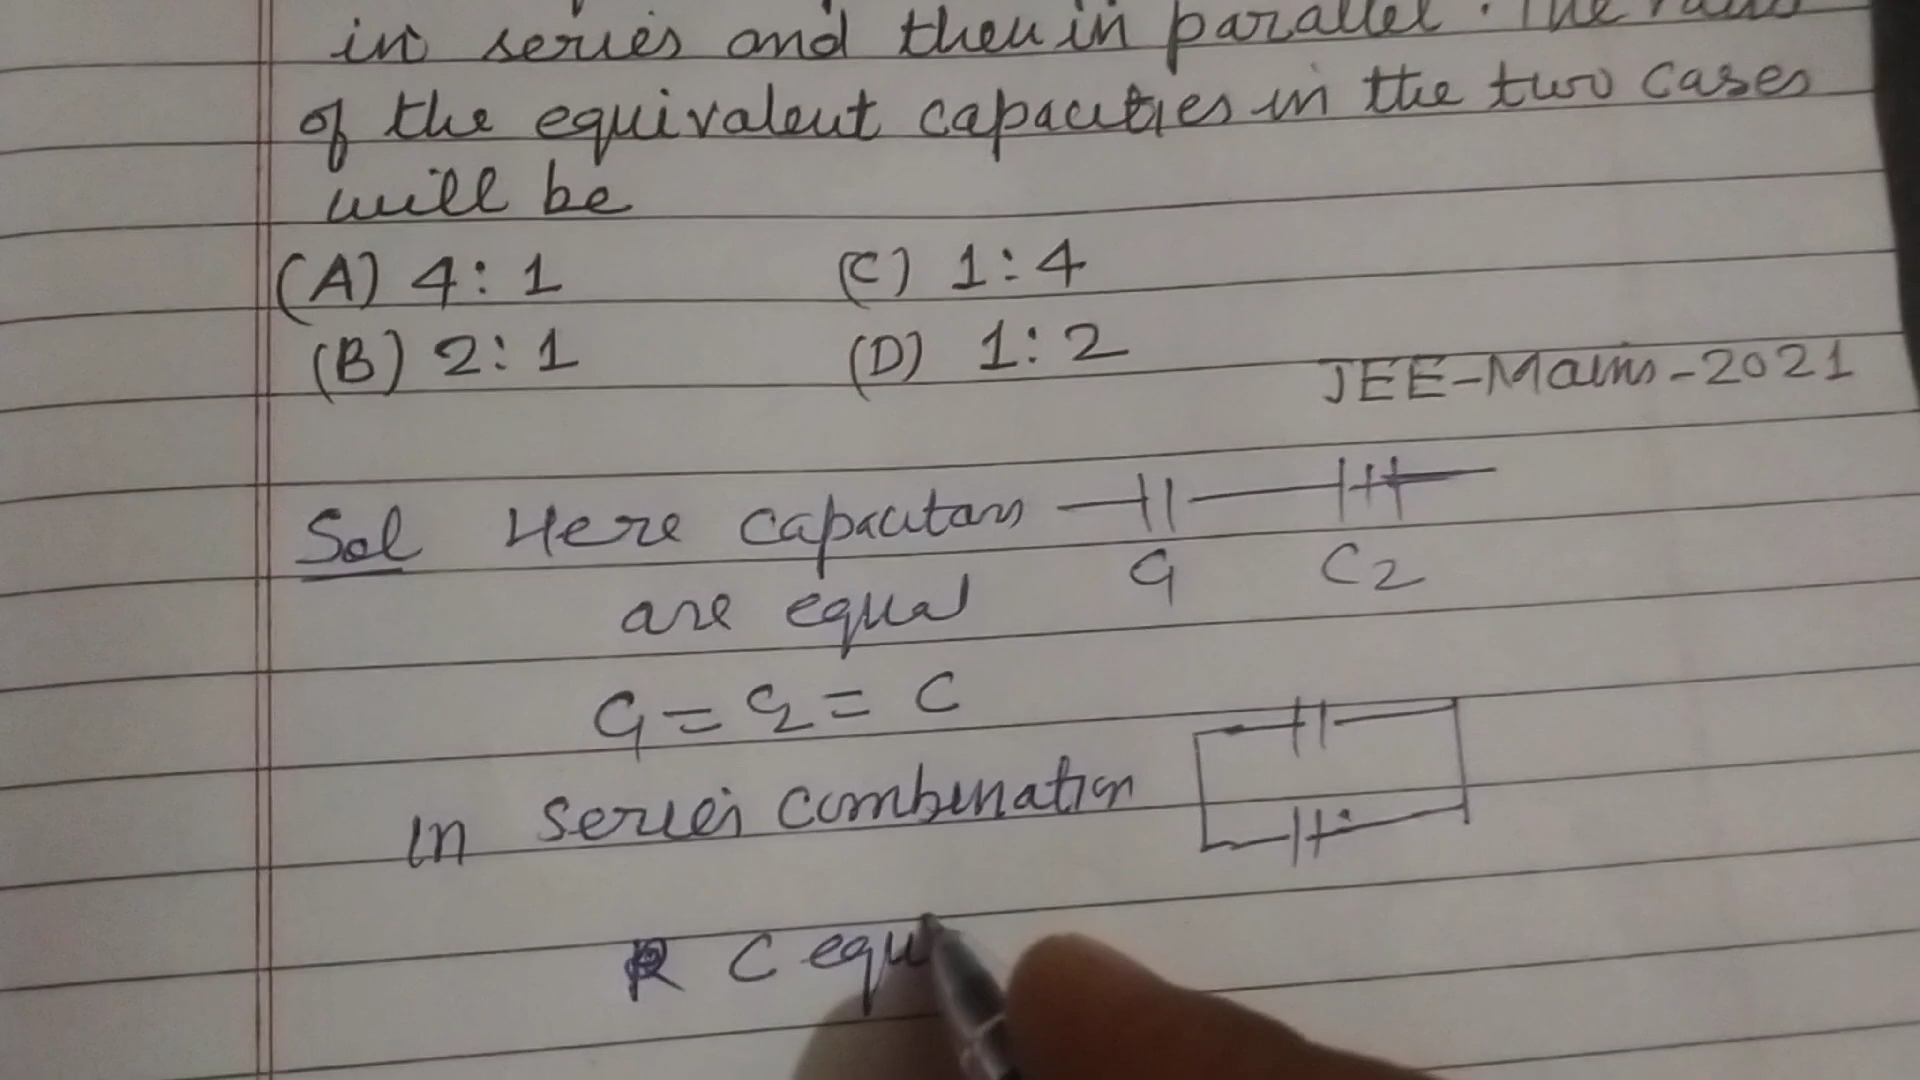 in series and then in parallel. The ratio
of the equivalent capacities in the two cases
will be
(A) 4:1 (C) 1:4
(B) 2:1 (D) 1:2
JEE-Mains-2021
Sol Here capacitors
C1 C2
are equal
C1 = C2 = C
In series combination
C equ